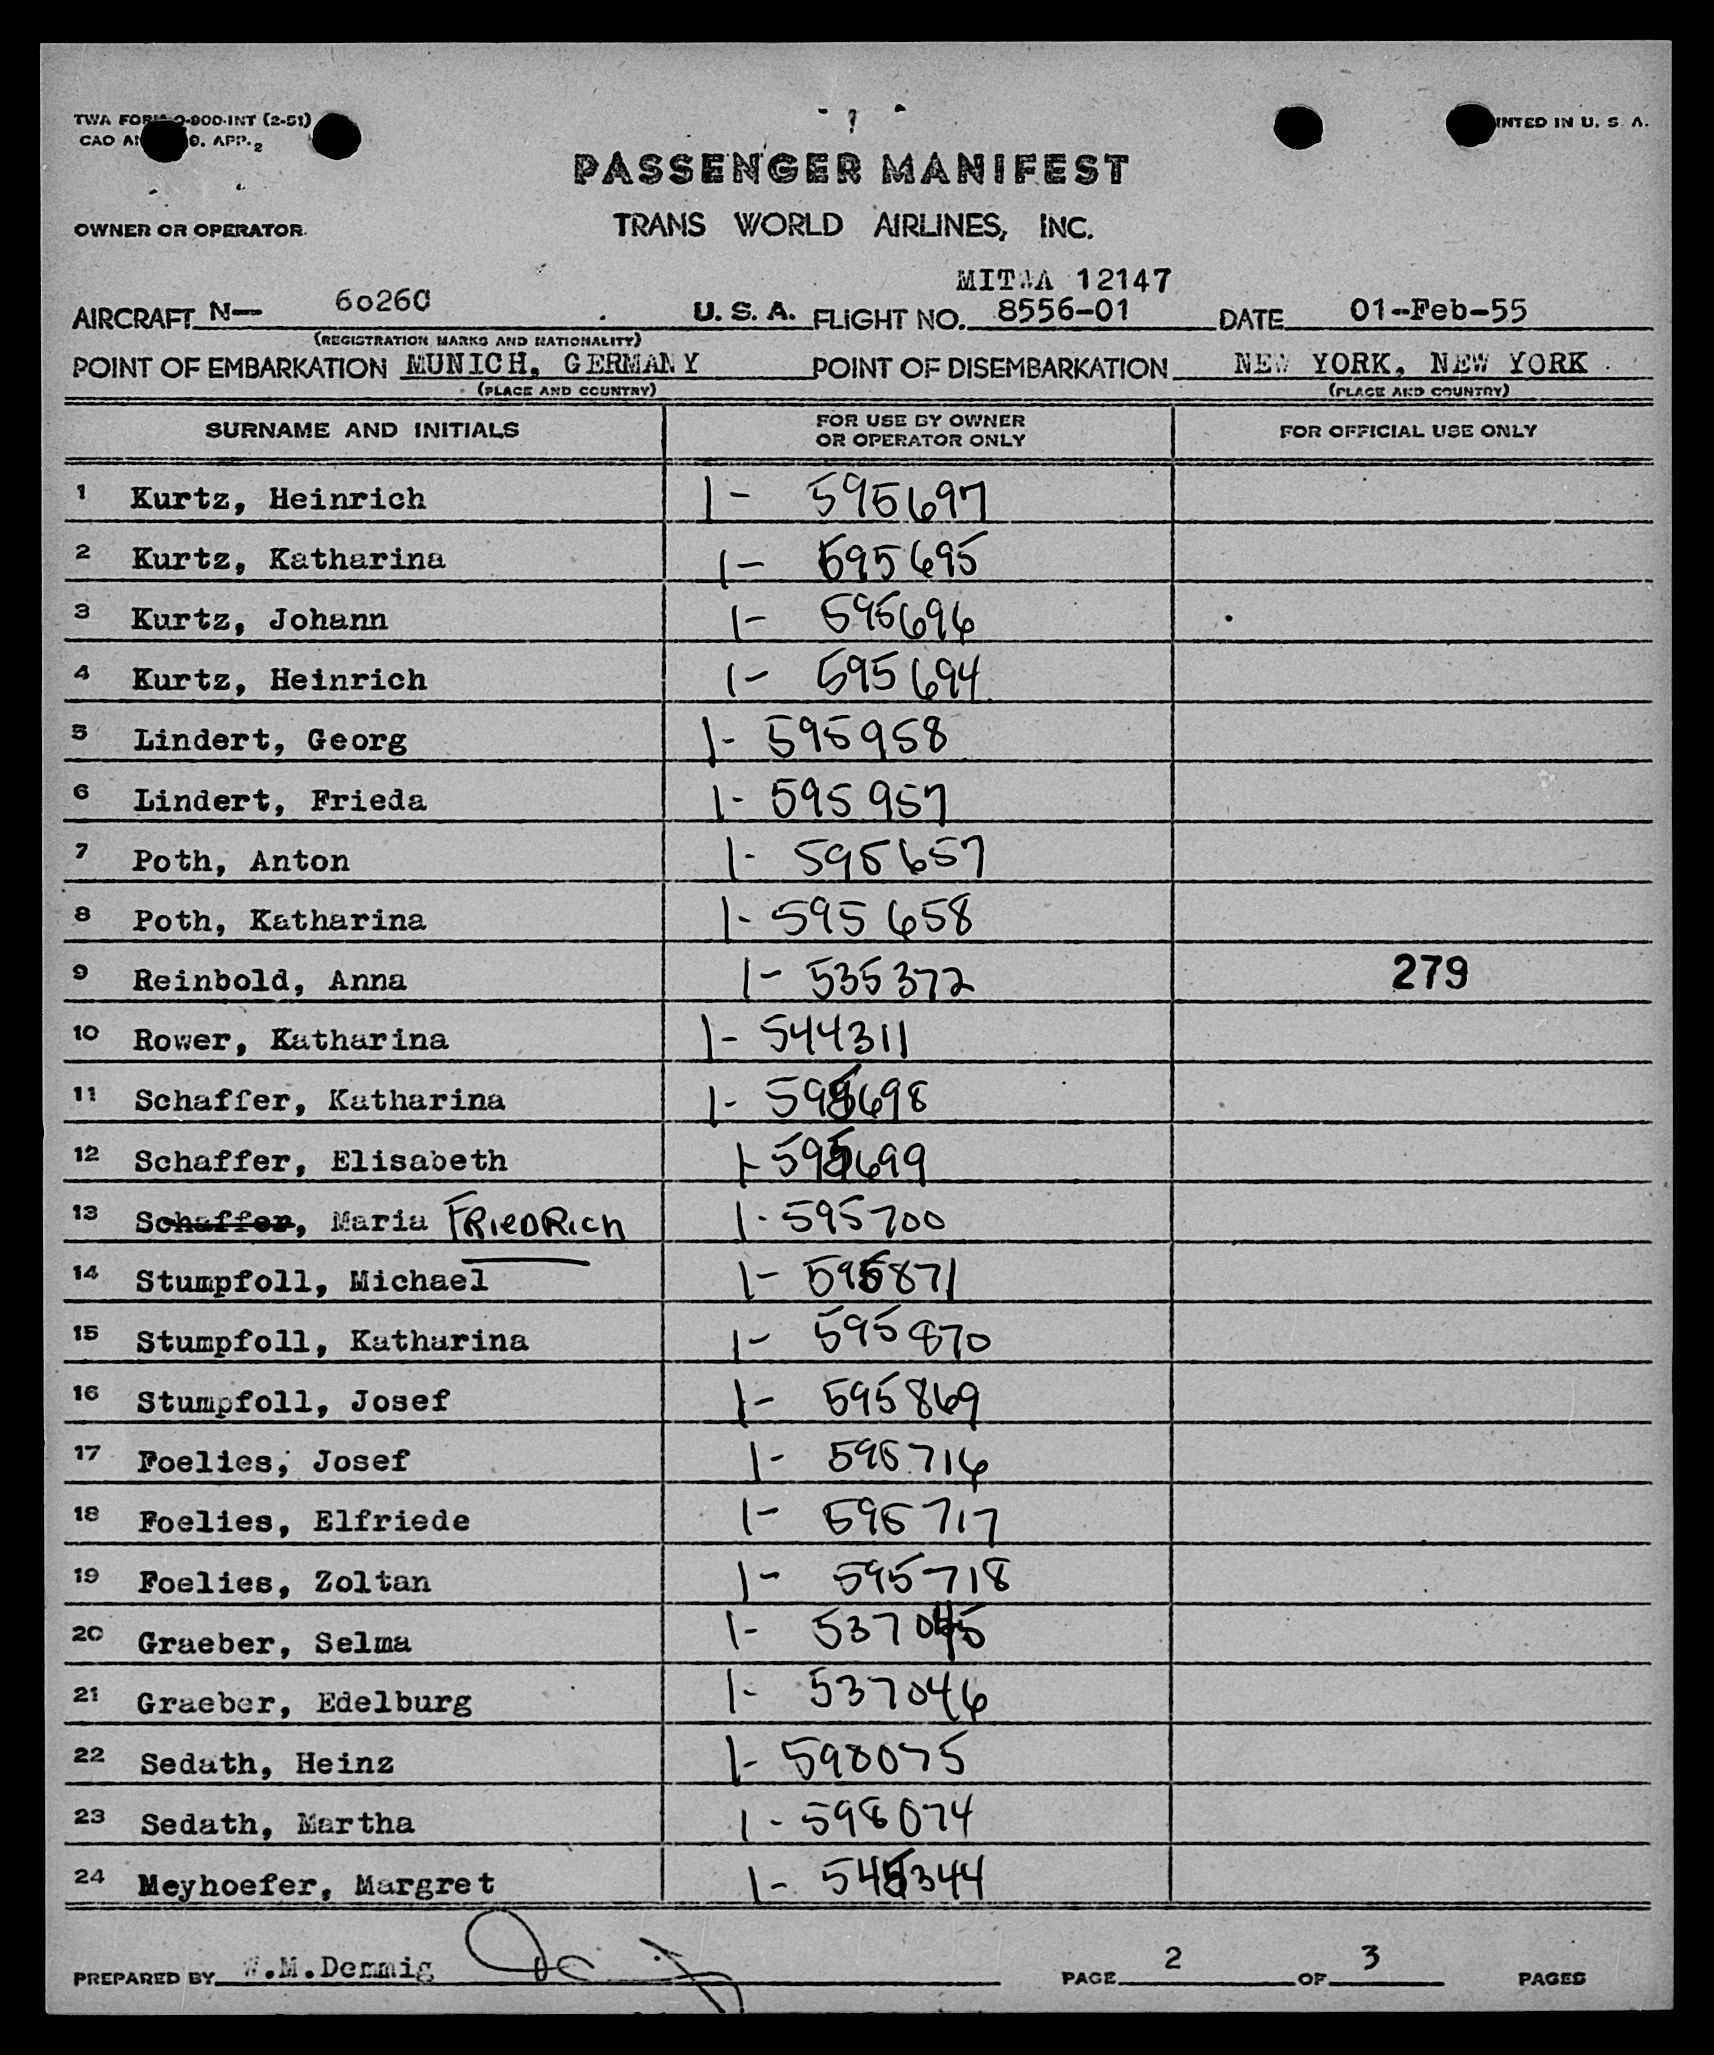 TWA FORM O-900-INT (2-51)
CAO APP.2
PRINTED IN U. S. A.
PASSENGER MANIFEST
OWNER OR OPERATOR TRANS WORLD AIRLINES, INC.
MITWA 12147
AIRCRAFT N— 6026C U. S. A. FLIGHT NO. 8556-01 DATE 01-Feb-55
(REGISTRATION MARKS AND NATIONALITY)
POINT OF EMBARKATION MUNICH, GERMANY POINT OF DISEMBARKATION NEW YORK, NEW YORK
(PLACE AND COUNTRY) (PLACE AND COUNTRY)
SURNAME AND INITIALS FOR USE BY OWNER OR OPERATOR ONLY FOR OFFICIAL USE ONLY
1 Kurtz, Heinrich 1- 595697
2 Kurtz, Katharina 1- 595695
3 Kurtz, Johann 1- 595696
4 Kurtz, Heinrich 1- 595694
5 Lindert, Georg 1- 595958
6 Lindert, Frieda 1- 595957
7 Poth, Anton 1- 595657
8 Poth, Katharina 1- 595658
9 Reinbold, Anna 1- 535372 279
10 Rower, Katharina 1- 544311
11 Schaffer, Katharina 1- 595698
12 Schaffer, Elisabeth 1- 595699
13 Schaffer, Maria FRIEDRICH 1- 595700
14 Stumpfoll, Michael 1- 595871
15 Stumpfoll, Katharina 1- 595870
16 Stumpfoll, Josef 1- 595869
17 Foelies, Josef 1- 595716
18 Foelies, Elfriede 1- 595717
19 Foelies, Zoltan 1- 595718
20 Graeber, Selma 1- 537045
21 Graeber, Edelburg 1- 537046
22 Sedath, Heinz 1- 598075
23 Sedath, Martha 1- 598074
24 Meyhoefer, Margret 1- 545344
PREPARED BY W.M.Demmig PAGE 2 OF 3 PAGES